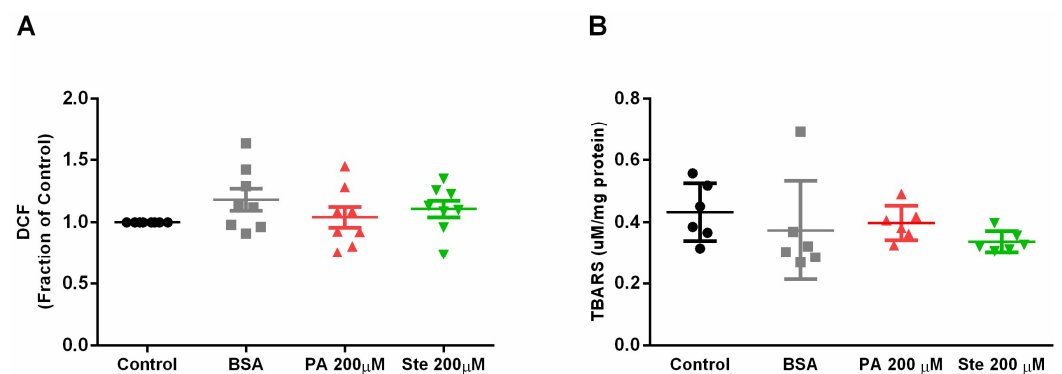 A
DCF
(Fraction of Control)
2.0
1.5
1.0
0.5
0.0
Control BSA PA 200μM Ste 200μM
B
TBARS (uM/mg protein)
0.8
0.6
0.4
0.2
0.0
Control BSA PA 200 μM Ste 200 μM